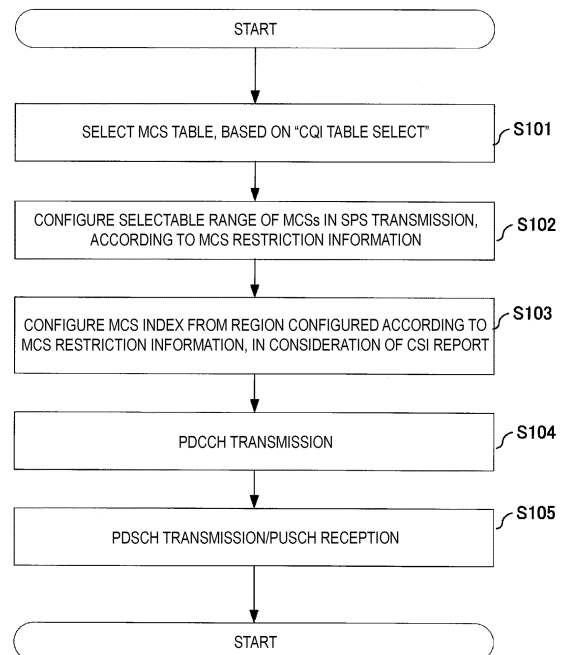 START
SELECT MCS TABLE, BASED ON “CQI TABLE SELECT”
S101
CONFIGURE SELECTABLE RANGE OF MCSs IN SPS TRANSMISSION,
ACCORDING TO MCS RESTRICTION INFORMATION
S102
CONFIGURE MCS INDEX FROM REGION CONFIGURED ACCORDING TO
MCS RESTRICTION INFORMATION, IN CONSIDERATION OF CSI REPORT
S103
PDCCH TRANSMISSION
S104
PDSCH TRANSMISSION/PUSCH RECEPTION
S105
START